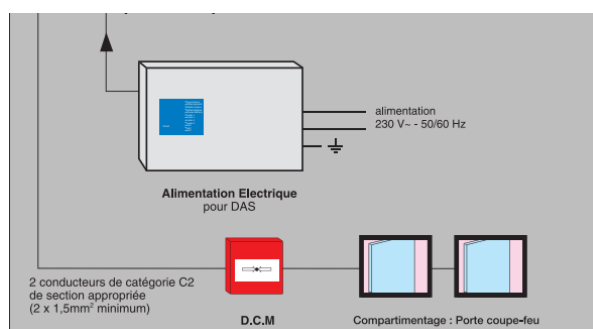 alimentation
230 V~ - 50/60 Hz
Alimentation Electrique
pour DAS
2 conducteurs de catégorie C2
de section appropriée
(2 x 1,5mm² minimum)
D.C.M
Compartimentage : Porte coupe-feu